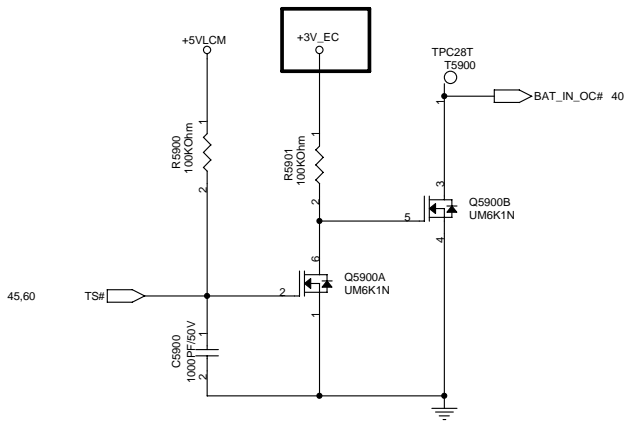 +5VLCM
+3V_EC
TPC28T
T5900
1
BAT_IN_OC# 40
1
R5900
100KOhm
2
1
R5901
100KOhm
2
3
Q5900B
UM6K1N
5
4
6
Q5900A
UM6K1N
2
1
45,60
TS#
1
C5900
1000PF/50V
2